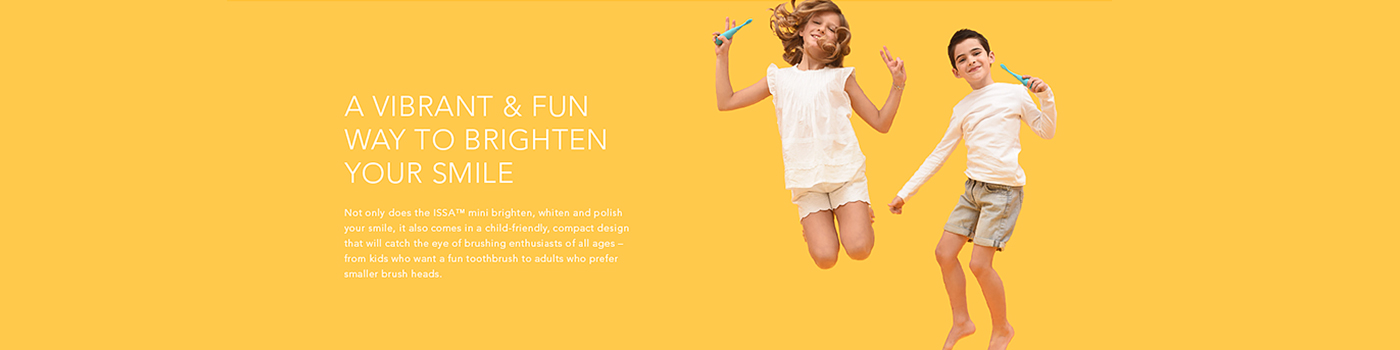 A VIBRANT & FUN
WAY TO BRIGHTEN
YOUR SMILE
Not only does the ISSA™ mini brighten, whiten and polish
your smile, it also comes in a child-friendly, compact design
that will catch the eye of brushing enthusiasts of all ages –
from kids who want a fun toothbrush to adults who prefer
smaller brush heads.